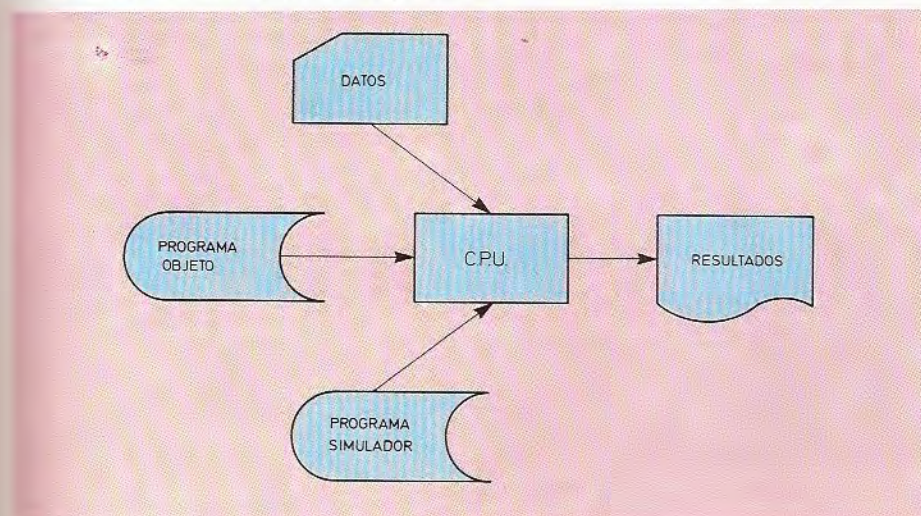 DATOS
PROGRAMA
OBJETO
C.P.U.
RESULTADOS
PROGRAMA
SIMULADOR